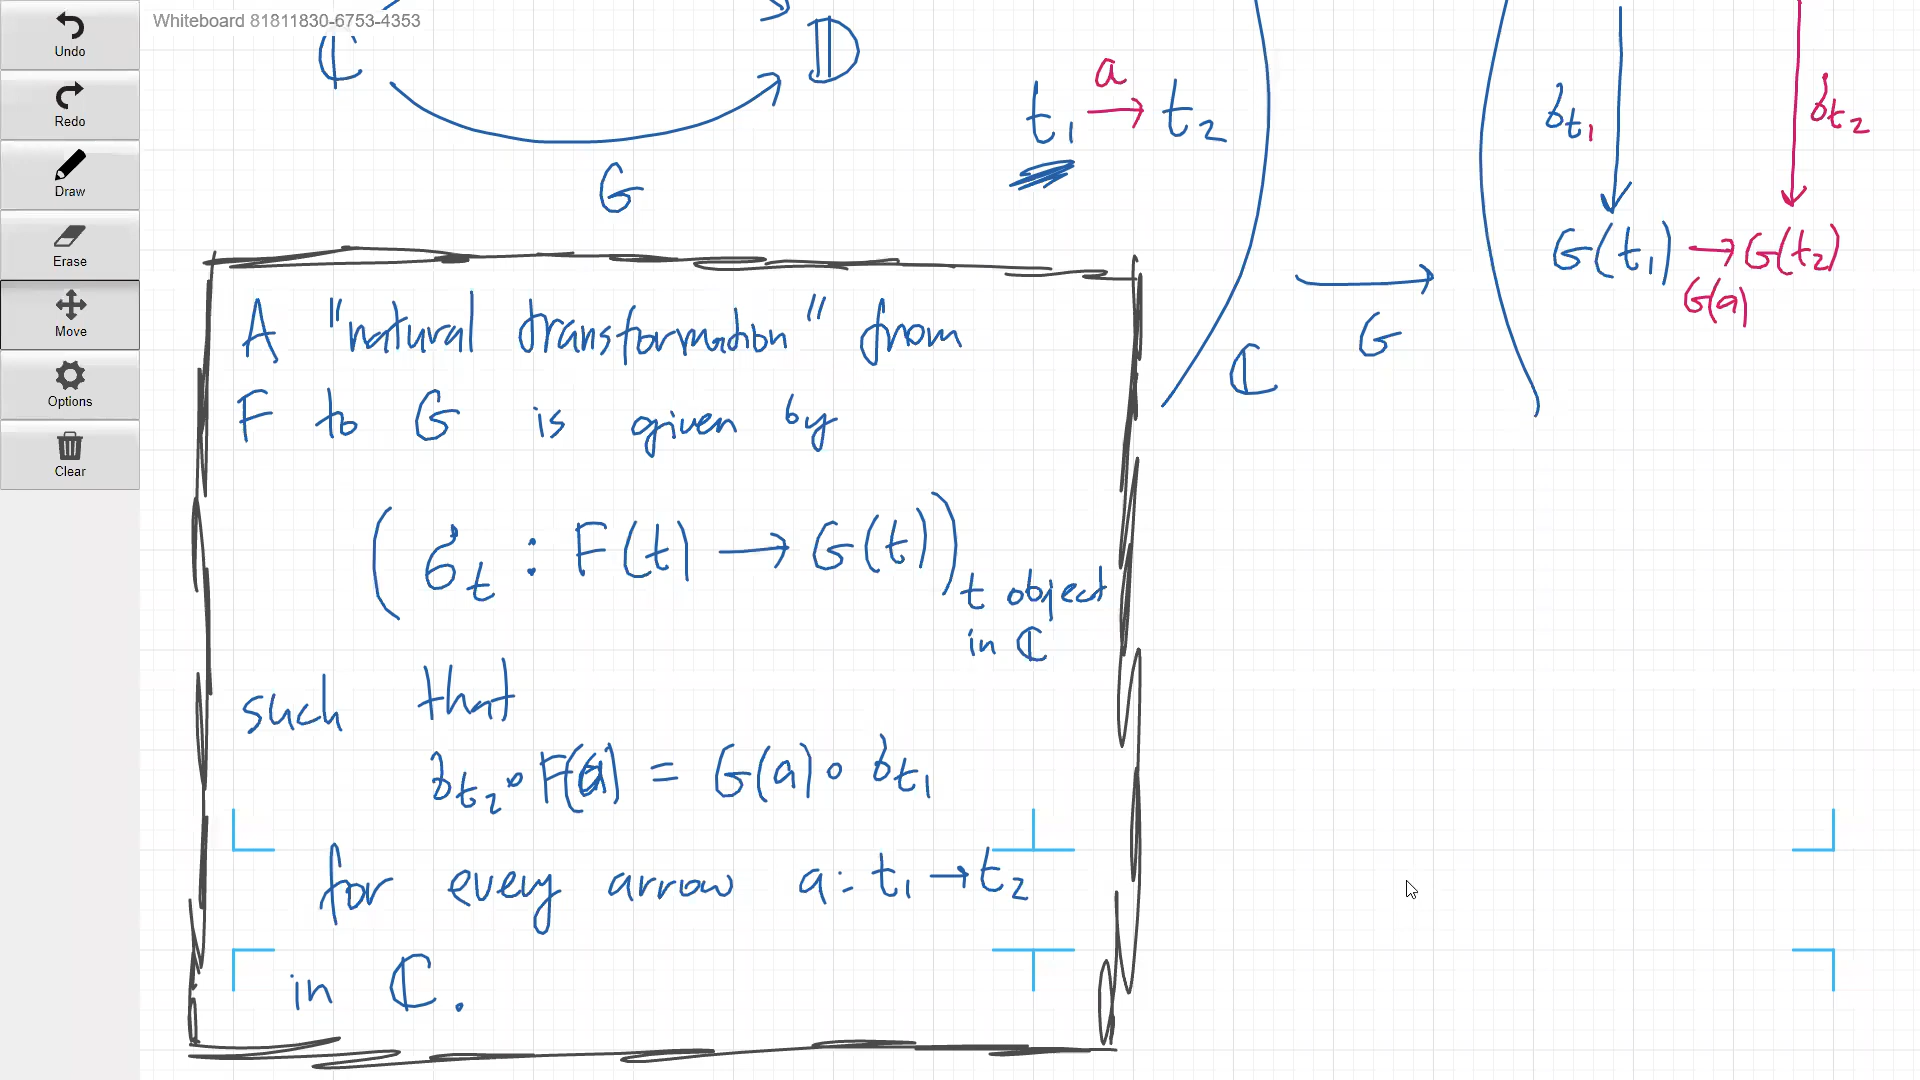 Whiteboard 81811830-6753-4353
Undo
Redo
Draw
Erase
Move
Options
Clear
ℂ 𝔻
G
t₁ → t₂
a
ℂ
G
σt₁ σt₂
G(t₁) → G(t₂)
G(a)
A "natural transformation" from
F to G is given by
(σt : F(t) → G(t)) t object
in ℂ
such that
σt₂ ∘ F(a) = G(a) ∘ σt₁
for every arrow a : t₁ → t₂
in ℂ.